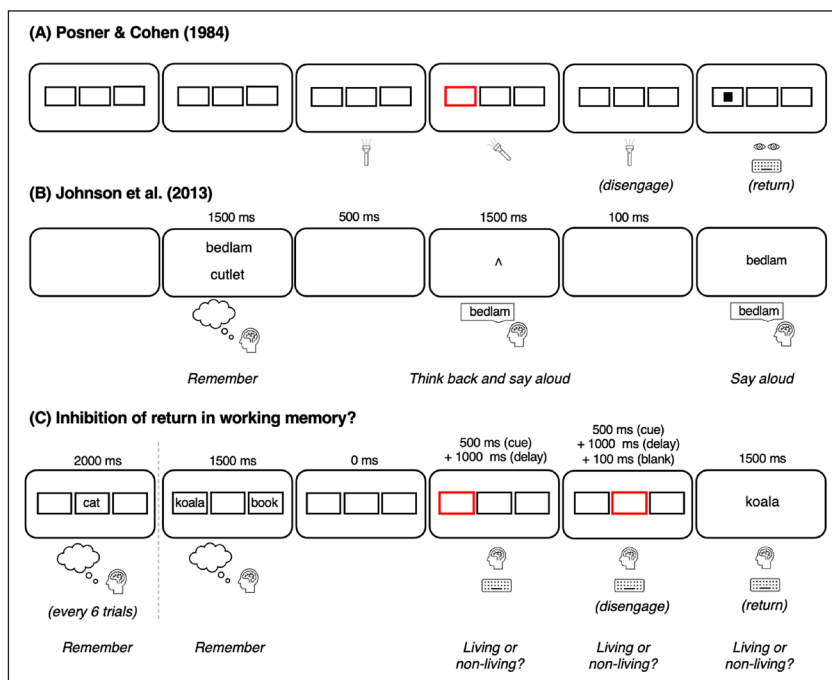 (A) Posner & Cohen (1984)
(disengage) (return)
(B) Johnson et al. (2013)
1500 ms 500 ms 1500 ms 100 ms
bedlam
cutlet
^
bedlam
bedlam bedlam
Remember Think back and say aloud Say aloud
(C) Inhibition of return in working memory?
2000 ms 1500 ms 0 ms
500 ms (cue)
+ 1000 ms (delay)
500 ms (cue)
+ 1000 ms (delay)
+ 100 ms (blank)
1500 ms
cat koala book koala
(every 6 trials) (disengage) (return)
Remember Remember
Living or
non-living?
Living or
non-living?
Living or
non-living?